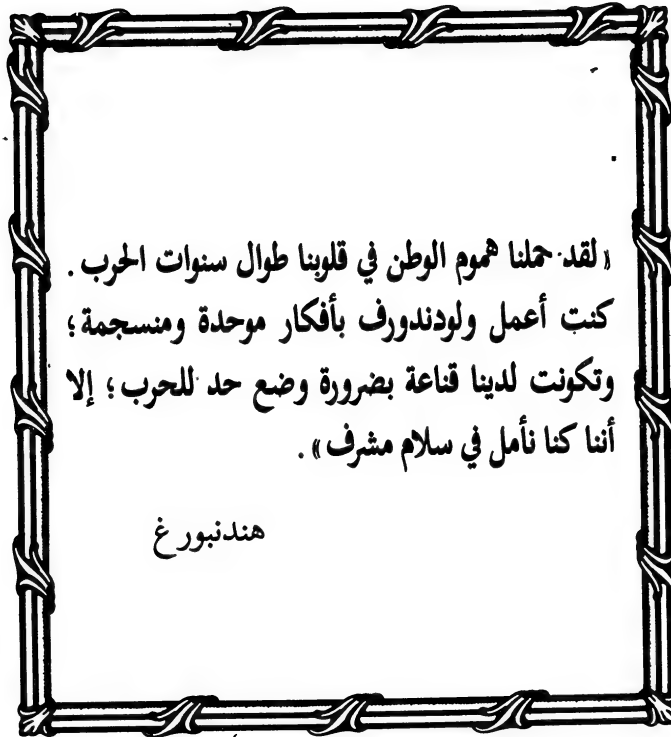 « لقد حملنا هموم الوطن في قلوبنا طوال سنوات الحرب .
كنت أعمل ولودندورف بأفكار موحدة ومنسجمة ؛
وتكونت لدينا قناعة بضرورة وضع حد للحرب ؛ إلا
أننا كنا نأمل في سلام مشرف » .
هندنبورغ